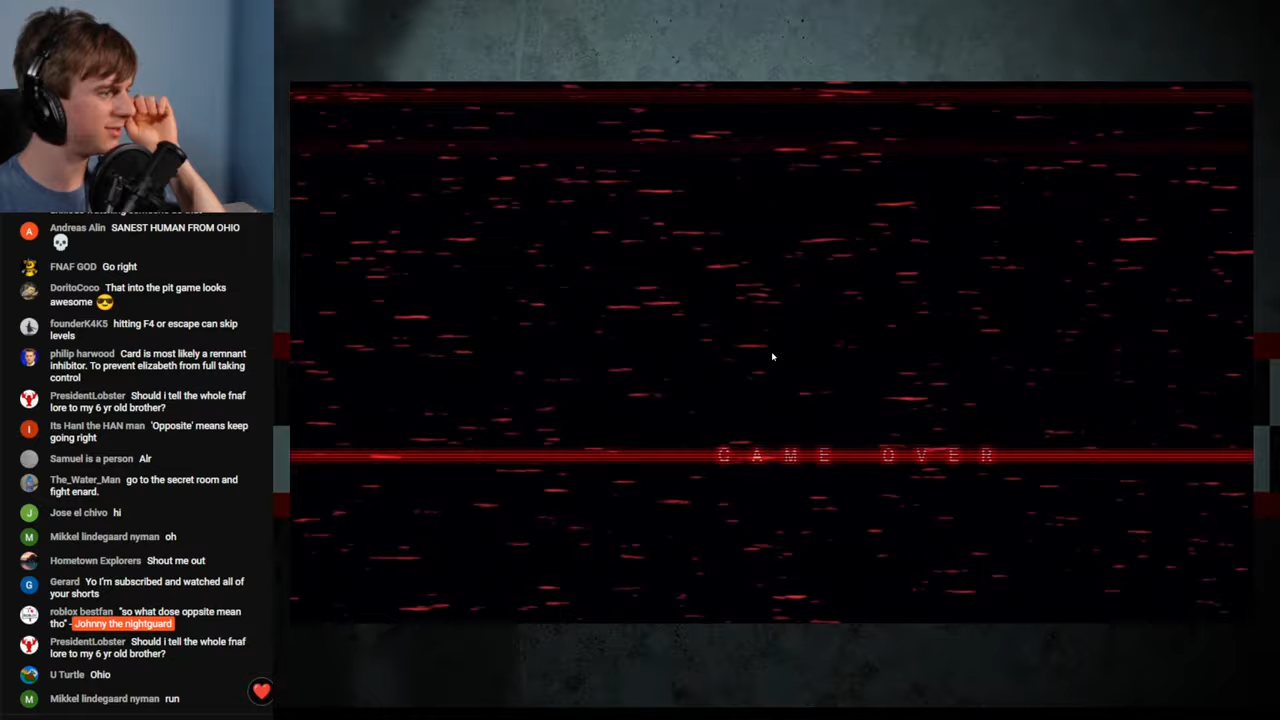 Andreas Alin SANEST HUMAN FROM OHIO
FNAF GOD Go right
DoritoCoco That into the pit game looks
awesome
founderK4K5 hitting F4 or escape can skip
levels
philip harwood Card is most likely a remnant
inhibitor. To prevent elizabeth from full taking
control
PresidentLobster Should i tell the whole fnaf
lore to my 6 yr old brother?
Its HanI the HAN man 'Opposite' means keep
going right
Samuel is a person Alr
The_Water_Man go to the secret room and
fight enard.
Jose el chivo hi
Mikkel lindegaard nyman oh
Hometown Explorers Shout me out
Gerard Yo I'm subscribed and watched all of
your shorts
roblox bestfan "so what dose oppsite mean
tho"- Johnny the nightguard
PresidentLobster Should i tell the whole fnaf
lore to my 6 yr old brother?
U Turtle Ohio
Mikkel lindegaard nyman run
GAME OVER